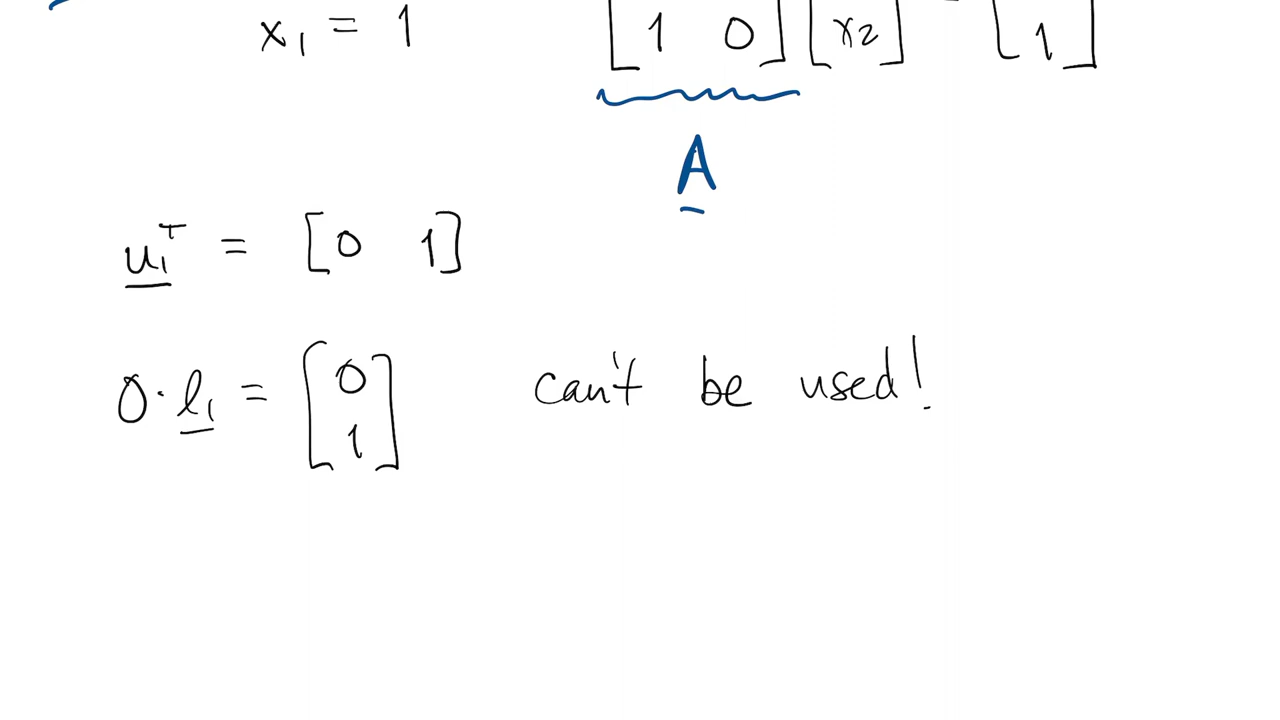 x₁ = 1 [1 0] [x₂] [1]
A
u₁ᵀ = [0 1]
0 · l₁ = [0 1] can't be used!